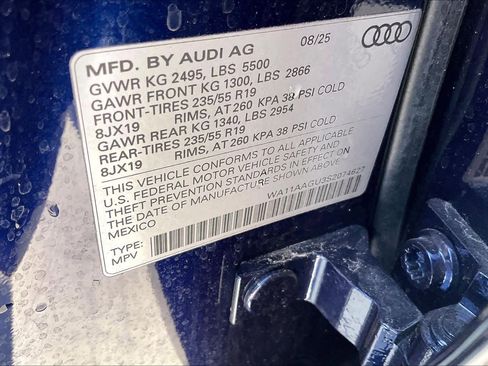 MFD. BY AUDI AG 08/25
GVWR KG 2495, LBS 5500
GAWR FRONT KG 1300, LBS 2866
FRONT-TIRES 235/55 R19
8JX19 RIMS, AT 260 KPA 38 PSI COLD
GAWR REAR KG 1340, LBS 2954
REAR-TIRES 235/55 R19
8JX19 RIMS, AT 260 KPA 38 PSI COLD
THIS VEHICLE CONFORMS TO ALL APPLICABLE
U.S. FEDERAL MOTOR VEHICLE SAFETY AND
THEFT PREVENTION STANDARDS IN EFFECT ON
THE DATE OF MANUFACTURE SHOWN ABOVE.
MEXICO WA11AAGU3S2074627
TYPE:
MPV